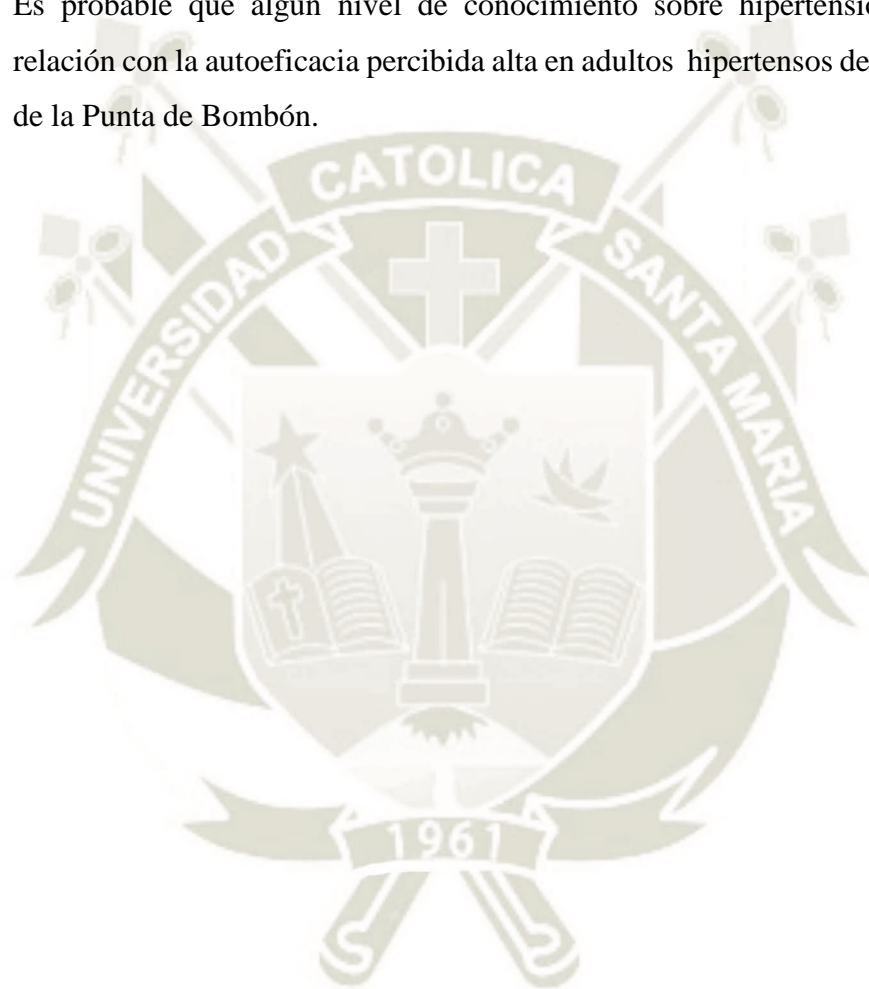 Es probable que algún nivel de conocimiento sobre hipertensió
relación con la autoeficacia percibida alta en adultos hipertensos de
de la Punta de Bombón.
UNIVERSIDAD CATOLICA SANTA MARIA
1961